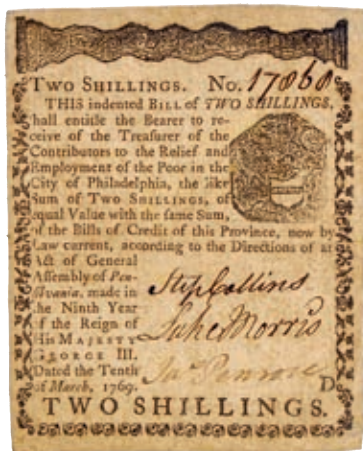 TWO SHILLINGS. No. 17868
THIS indented BILL of TWO SHILLINGS,
shall entitle the Bearer to re-
ceive of the Treasurer of the
Contributors to the Relief and
Employment of the Poor in the
City of Philadelphia, the like
Sum of TWO SHILLINGS, of
equal Value with the same Sum,
of the Bills of Credit of this Province, now by
Law current, according to the Directions of an
Act of General
Assembly of Pen-
sylvania, made in
the Ninth Year
of the Reign of
His MAJESTY
GEORGE III.
Dated the Tenth
of March, 1769.
Step Collins
Luke Morris
Jas Penrose
D
TWO SHILLINGS.